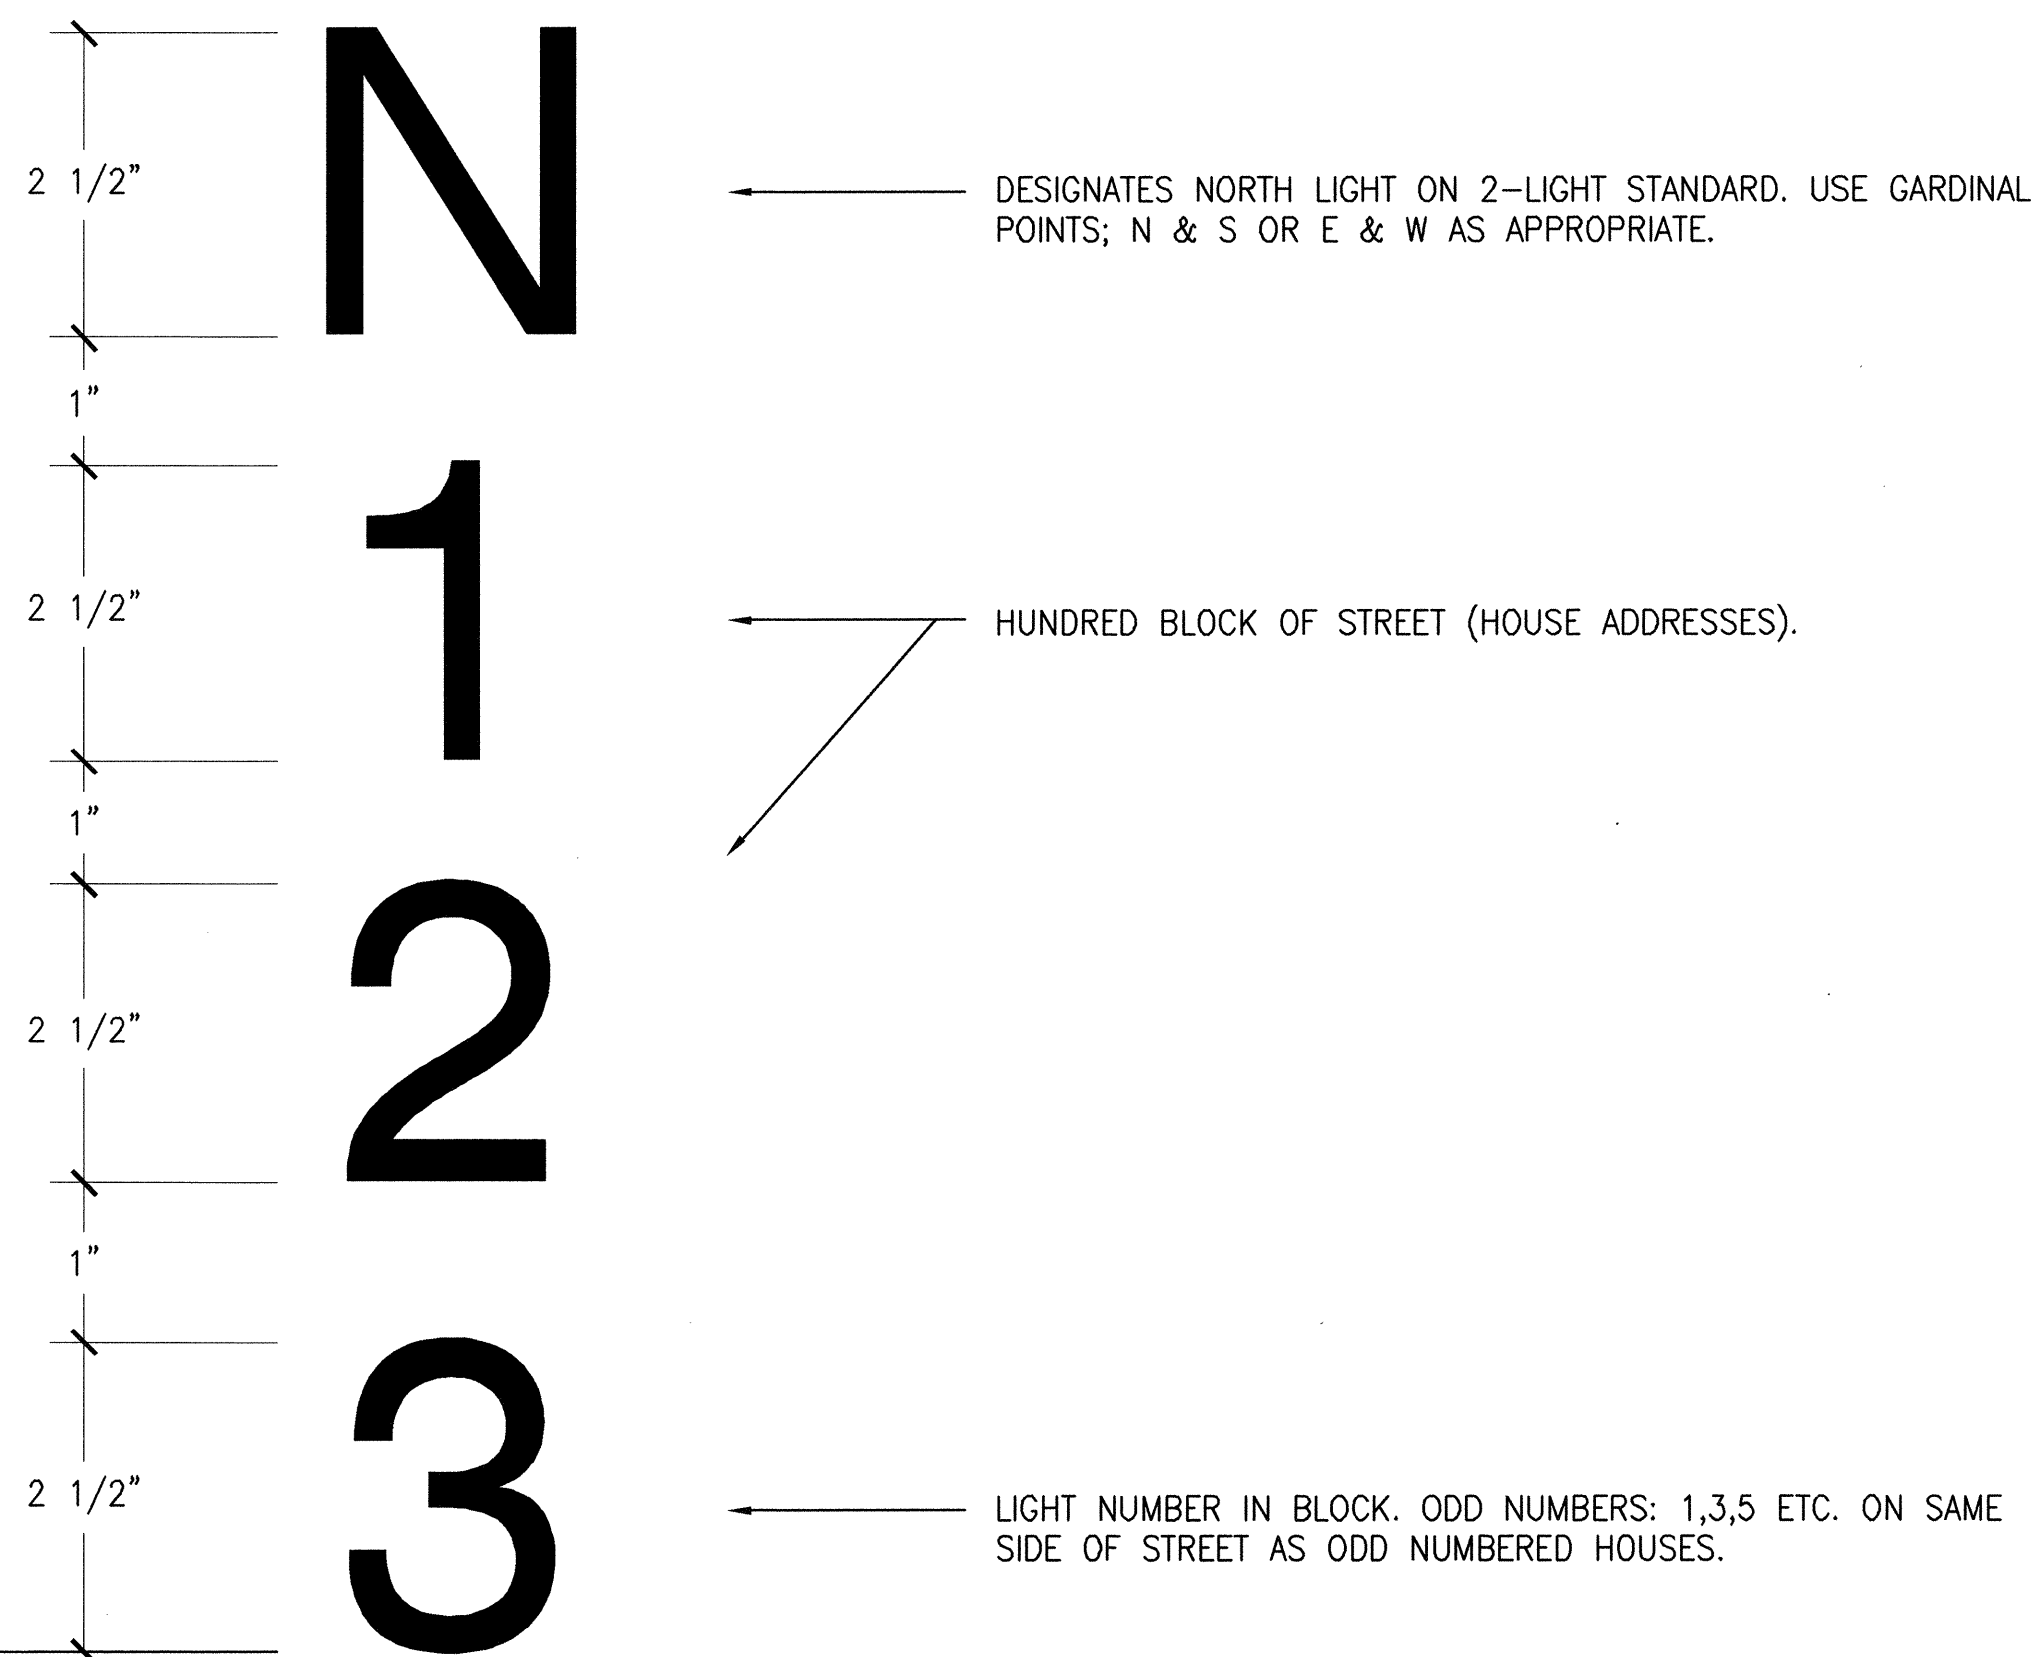 N
2 1/2"
DESIGNATES NORTH LIGHT ON 2-LIGHT STANDARD. USE GARDINAL
POINTS; N & S OR E & W AS APPROPRIATE.
1"
1
2 1/2"
HUNDRED BLOCK OF STREET (HOUSE ADDRESSES).
1"
2
2 1/2"
1"
3
2 1/2"
LIGHT NUMBER IN BLOCK. ODD NUMBERS: 1,3,5 ETC. ON SAME
SIDE OF STREET AS ODD NUMBERED HOUSES.